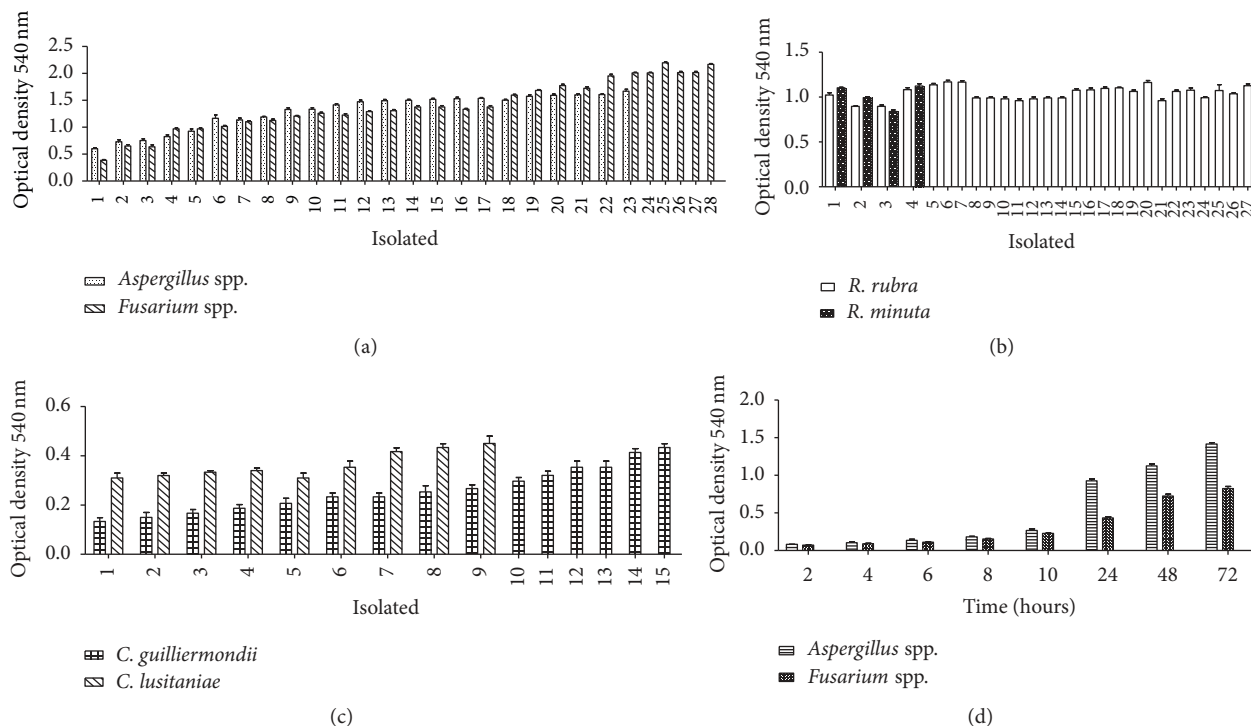 Optical density 540 nm
2.5
2.0
1.5
1.0
0.5
0.0
1 2 3 4 5 6 7 8 9 10 11 12 13 14 15 16 17 18 19 20 21 22 23 24 25 26 27 28
Isolated
Aspergillus spp.
Fusarium spp.
(a)
Optical density 540 nm
1.5
1.0
0.5
0.0
1 2 3 4 5 6 7 8 9 10 11 12 13 14 15 16 17 18 19 20 21 22 23 24 25 26 27
Isolated
R. rubra
R. minuta
(b)
Optical density 540 nm
0.6
0.4
0.2
0.0
1 2 3 4 5 6 7 8 9 10 11 12 13 14 15
Isolated
C. guilliermondii
C. lusitaniae
(c)
Optical density 540 nm
2.0
1.5
1.0
0.5
0.0
2 4 6 8 10 24 48 72
Time (hours)
Aspergillus spp.
Fusarium spp.
(d)